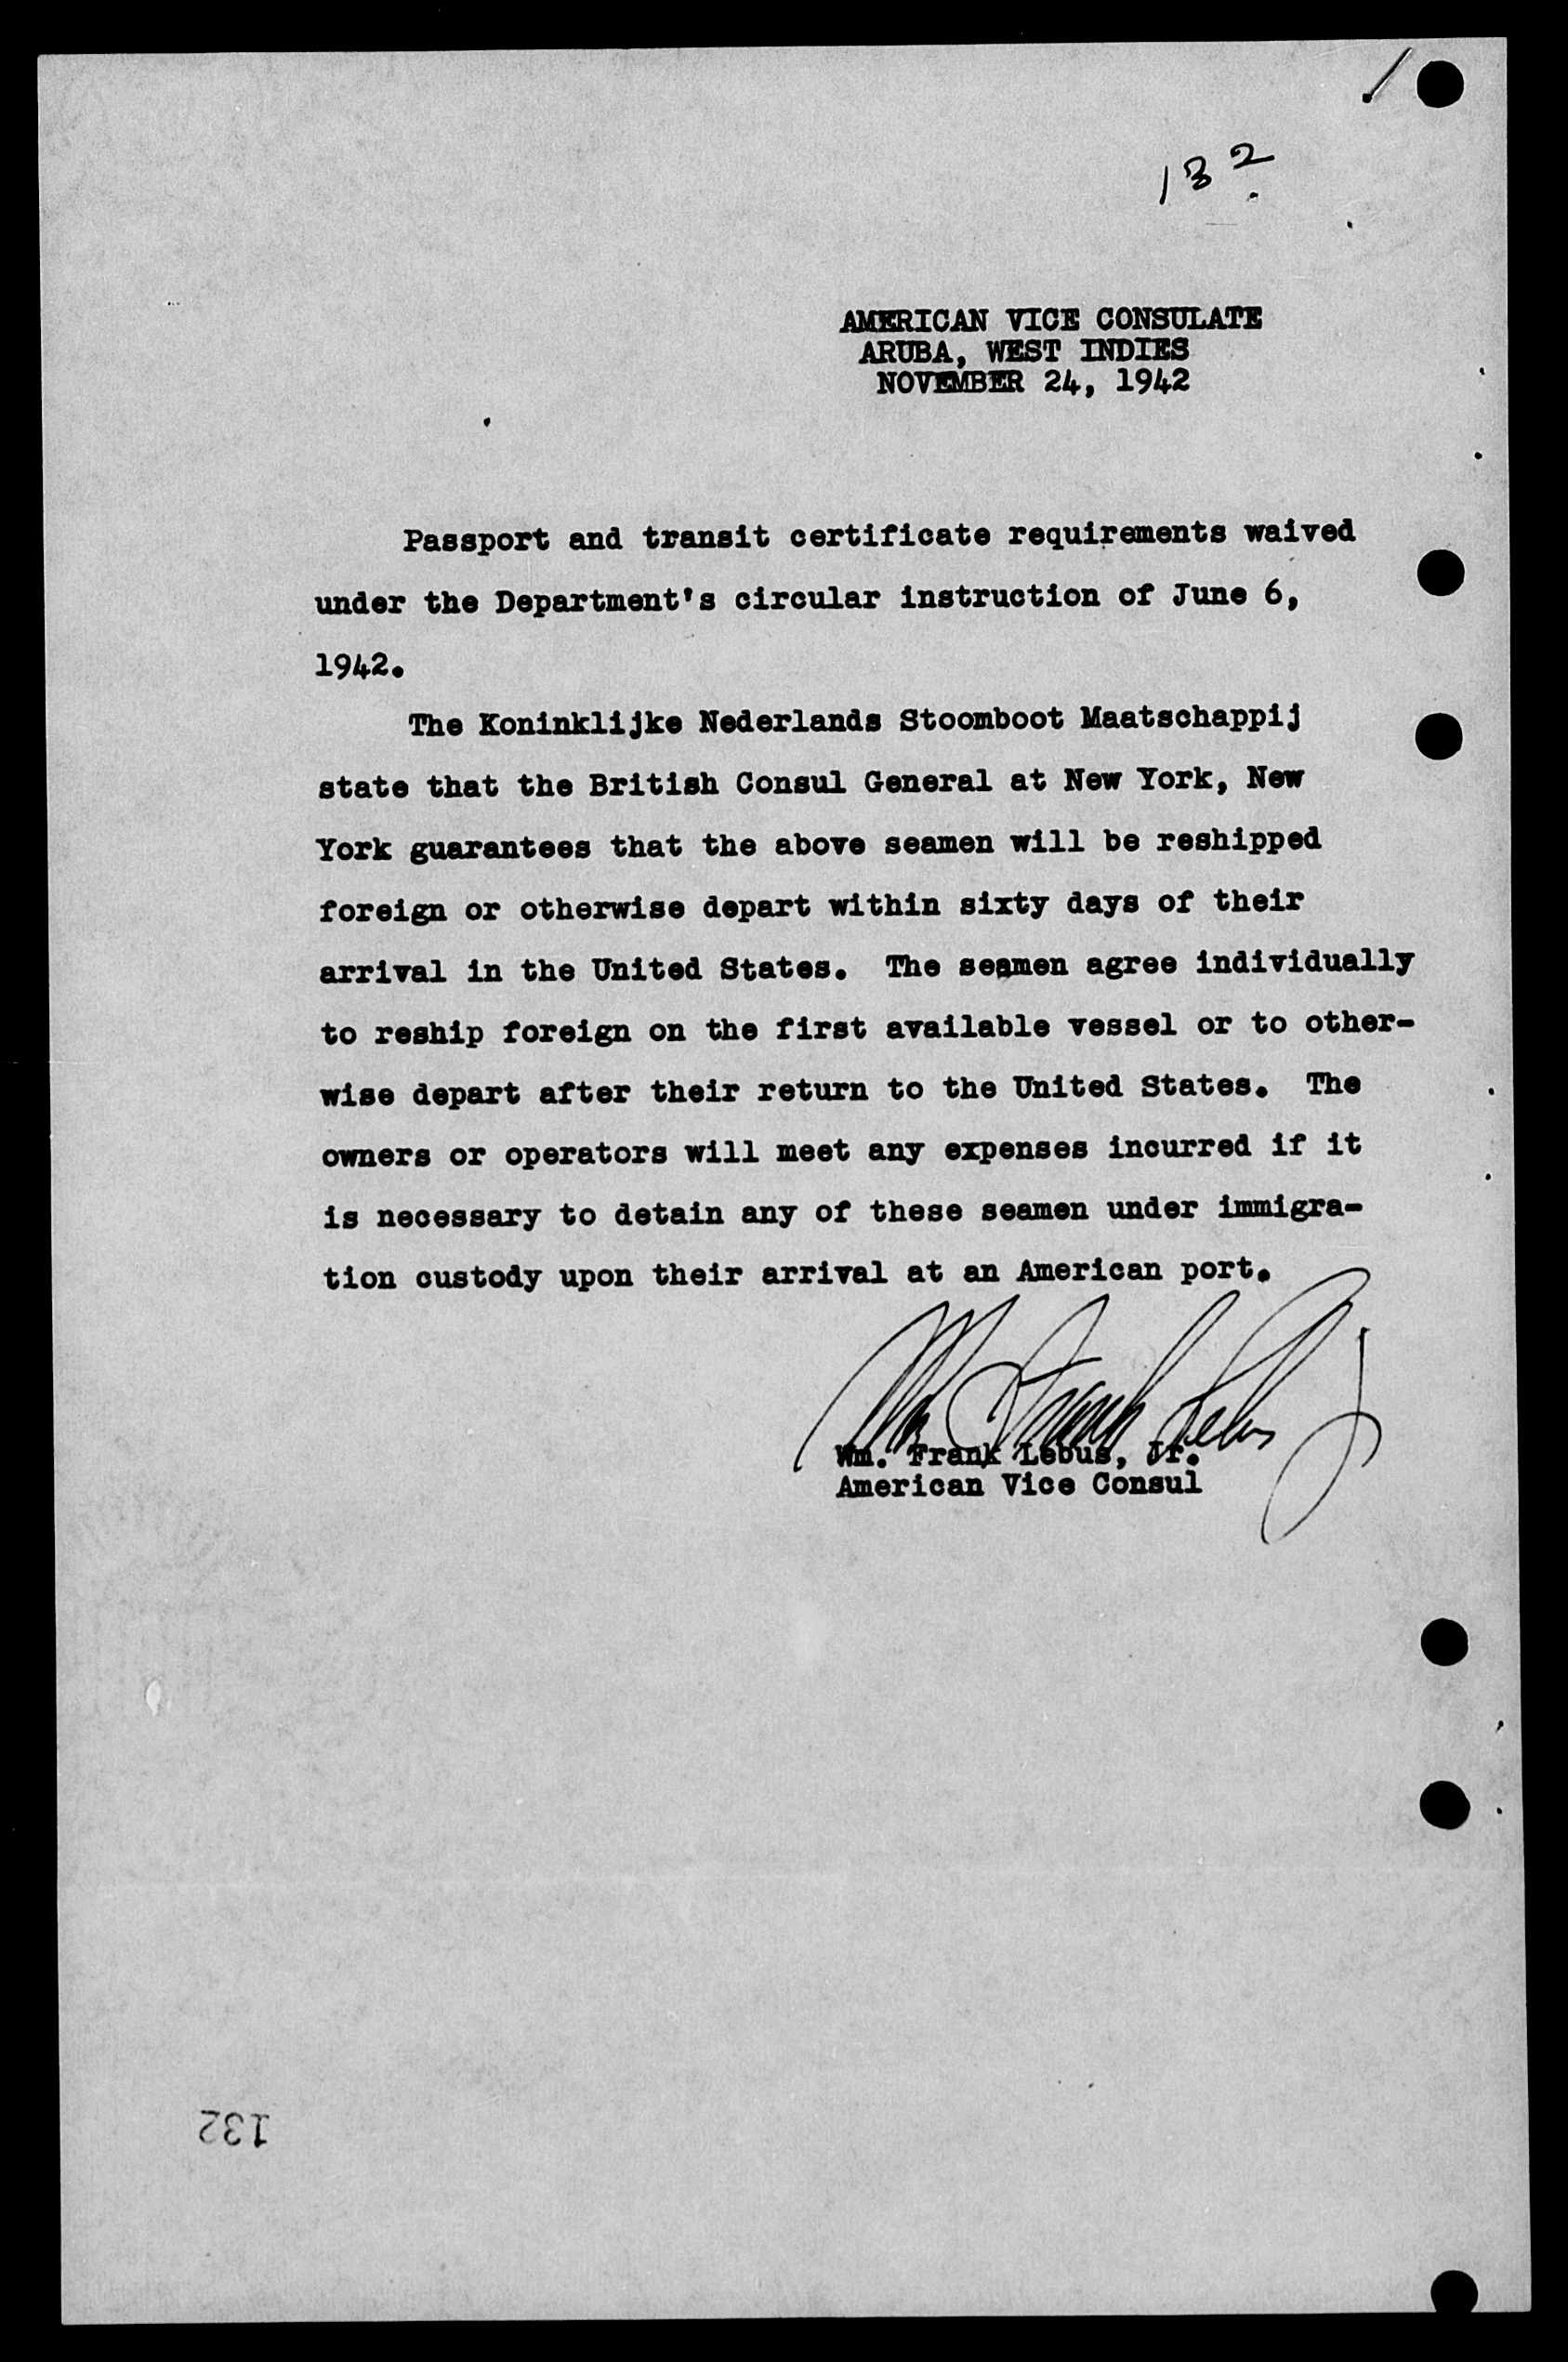 132
AMERICAN VICE CONSULATE
ARUBA, WEST INDIES
NOVEMBER 24, 1942
Passport and transit certificate requirements waived
under the Department's circular instruction of June 6,
1942.
The Koninklijke Nederlands Stoomboot Maatschappij
state that the British Consul General at New York, New
York guarantees that the above seamen will be reshipped
foreign or otherwise depart within sixty days of their
arrival in the United States. The seamen agree individually
to reship foreign on the first available vessel or to other-
wise depart after their return to the United States. The
owners or operators will meet any expenses incurred if it
is necessary to detain any of these seamen under immigra-
tion custody upon their arrival at an American port.
Wm Frank Lebus Jr
Wm. Frank Lebus, Jr.
American Vice Consul
132